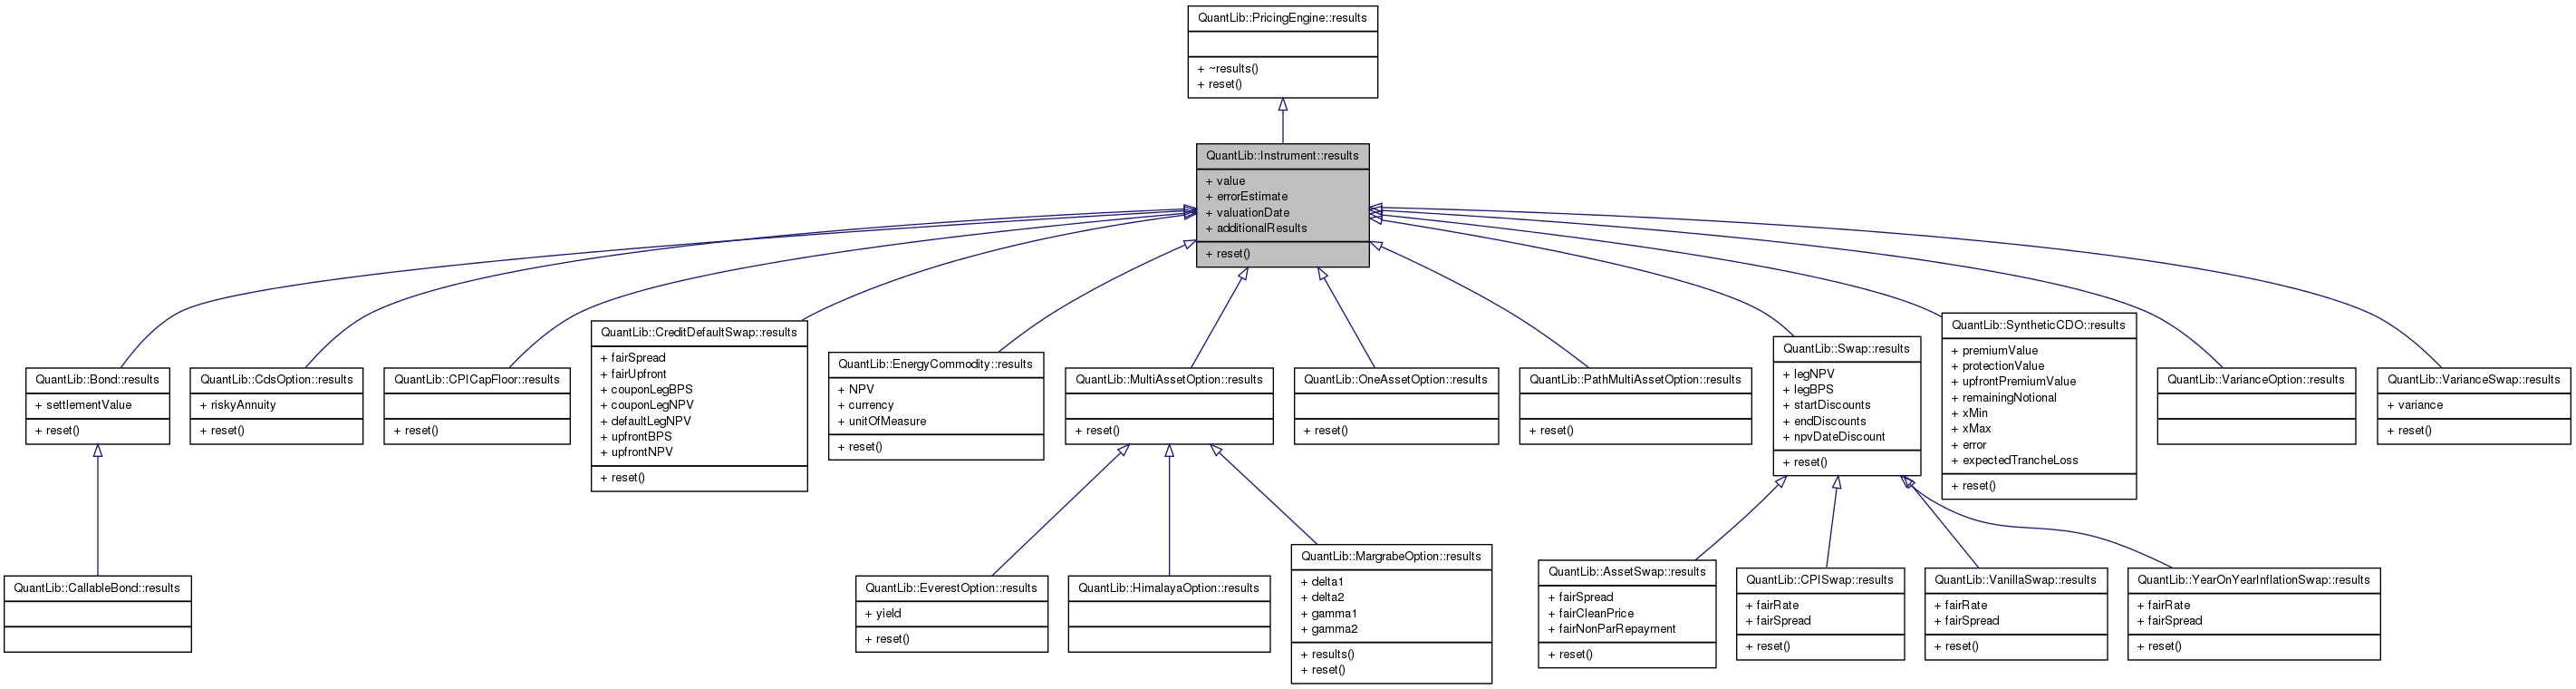 QuantLib::PricingEngine::results
+ ~results()
+ reset()
QuantLib::Instrument::results
+ value
+ errorEstimate
+ valuationDate
+ additionalResults
+ reset()
QuantLib::Bond::results
+ settlementValue
+ reset()
QuantLib::CdsOption::results
+ riskyAnnuity
+ reset()
QuantLib::CPICapFloor::results
+ reset()
QuantLib::CreditDefaultSwap::results
+ fairSpread
+ fairUpfront
+ couponLegBPS
+ couponLegNPV
+ defaultLegNPV
+ upfrontBPS
+ upfrontNPV
+ reset()
QuantLib::EnergyCommodity::results
+ NPV
+ currency
+ unitOfMeasure
+ reset()
QuantLib::MultiAssetOption::results
+ reset()
QuantLib::OneAssetOption::results
+ reset()
QuantLib::PathMultiAssetOption::results
+ reset()
QuantLib::Swap::results
+ legNPV
+ legBPS
+ startDiscounts
+ endDiscounts
+ npvDateDiscount
+ reset()
QuantLib::SyntheticCDO::results
+ premiumValue
+ protectionValue
+ upfrontPremiumValue
+ remainingNotional
+ xMin
+ xMax
+ error
+ expectedTrancheLoss
+ reset()
QuantLib::VarianceOption::results
QuantLib::VarianceSwap::results
+ variance
+ reset()
QuantLib::CallableBond::results
QuantLib::EverestOption::results
+ yield
+ reset()
QuantLib::HimalayaOption::results
QuantLib::MargrabeOption::results
+ delta1
+ delta2
+ gamma1
+ gamma2
+ results()
+ reset()
QuantLib::AssetSwap::results
+ fairSpread
+ fairCleanPrice
+ fairNonParRepayment
+ reset()
QuantLib::CPISwap::results
+ fairRate
+ fairSpread
+ reset()
QuantLib::VanillaSwap::results
+ fairRate
+ fairSpread
+ reset()
QuantLib::YearOnYearInflationSwap::results
+ fairRate
+ fairSpread
+ reset()